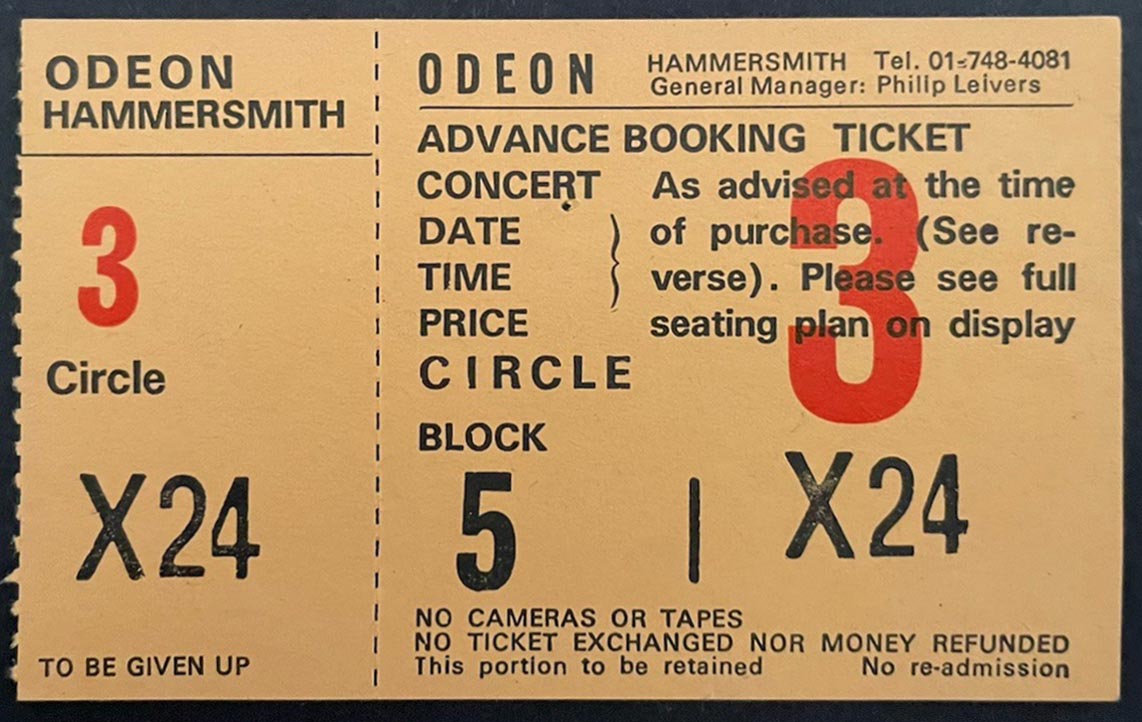 ODEON
HAMMERSMITH
3
Circle
X24
TO BE GIVEN UP
ODEON HAMMERSMITH Tel. 01-748-4081
General Manager: Philip Leivers
ADVANCE BOOKING TICKET
CONCERT As advised at the time
DATE of purchase. (See re-
TIME verse). Please see full
PRICE seating plan on display
3
CIRCLE
BLOCK
5 | X24
NO CAMERAS OR TAPES
NO TICKET EXCHANGED NOR MONEY REFUNDED
This portion to be retained No re-admission